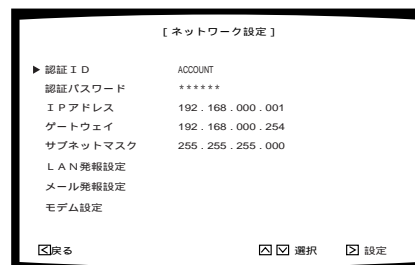 [ ネットワーク設定 ]
▶ 認証ＩＤ ACCOUNT
認証パスワード ******
ＩＰアドレス 192 . 168 . 000 . 001
ゲートウェイ 192 . 168 . 000 . 254
サブネットマスク 255 . 255 . 255 . 000
ＬＡＮ発報設定
メール発報設定
モデム設定
戻る 選択 設定